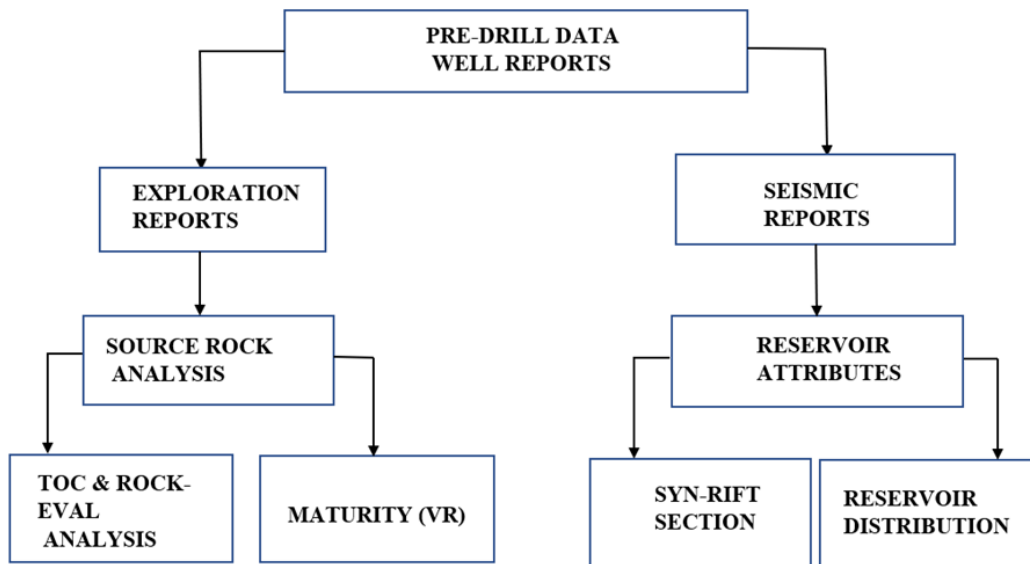 PRE-DRILL DATA
WELL REPORTS
EXPLORATION
REPORTS
SEISMIC
REPORTS
SOURCE ROCK
ANALYSIS
RESERVOIR
ATTRIBUTES
TOC & ROCK-
EVAL
ANALYSIS
MATURITY (VR)
SYN-RIFT
SECTION
RESERVOIR
DISTRIBUTION